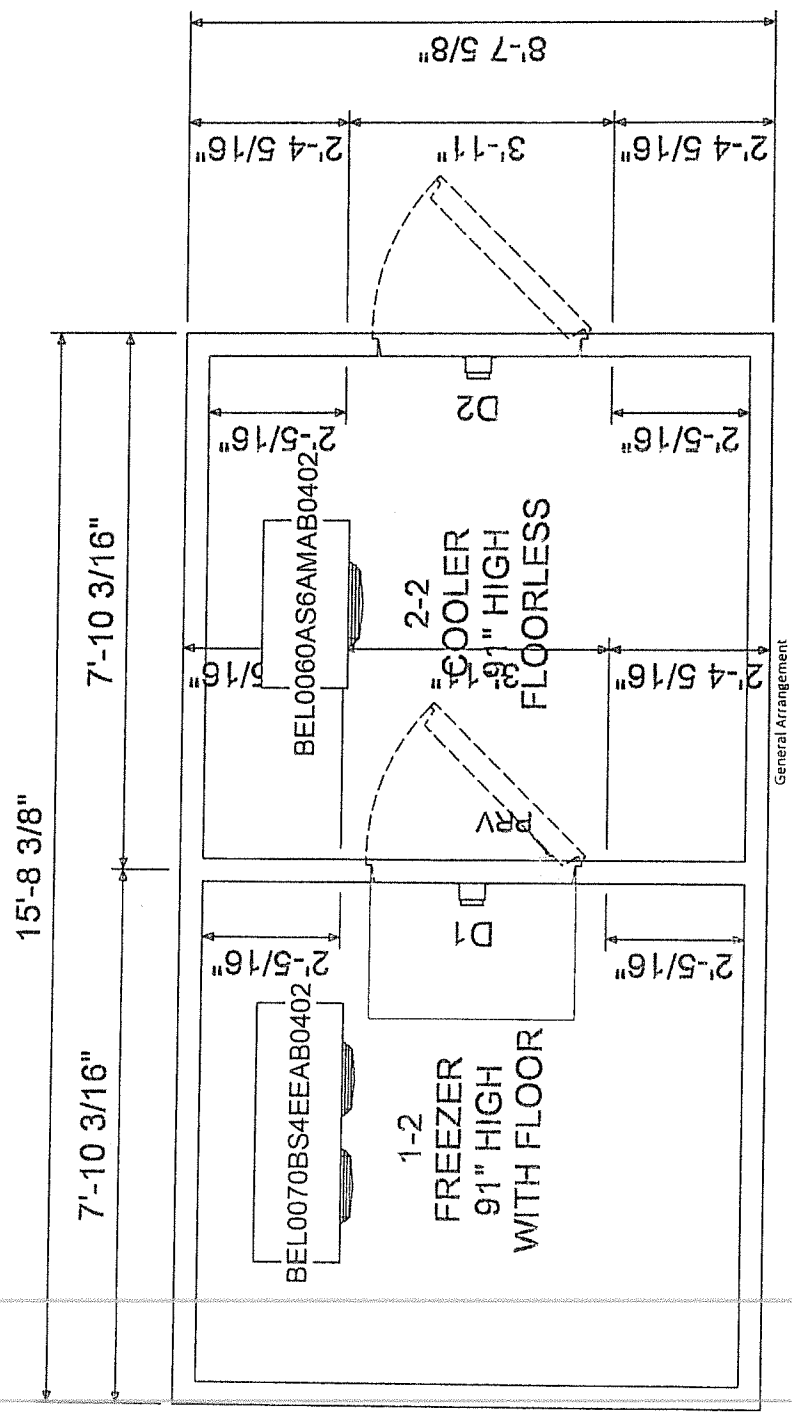 15'-8 3/8"
7'-10 3/16"
7'-10 3/16"
8'-7 5/8"
2'-4 5/16"
3'-11"
2'-4 5/16"
2'-5/16"
2'-5/16"
D2
BEL0060AS6AMAB0402
2-2
COOLER
91" HIGH
FLOORLESS
5/16"
2'-4 5/16"
PRV
D1
2'-5/16"
2'-5/16"
BEL0070BS4EEAB0402
1-2
FREEZER
91" HIGH
WITH FLOOR
General Arrangement